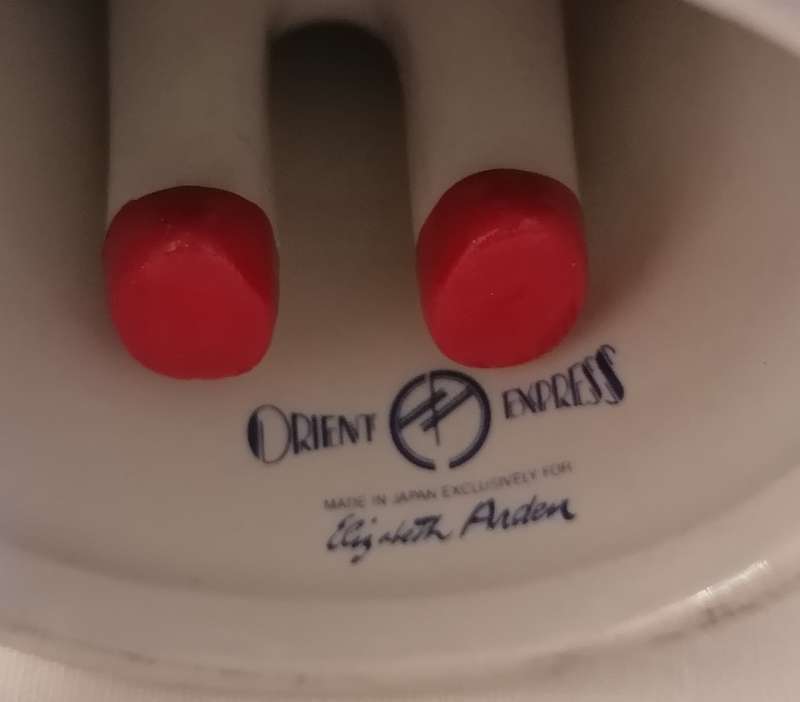 ORIENT EXPRESS
MADE IN JAPAN EXCLUSIVELY FOR
Elizabeth Arden